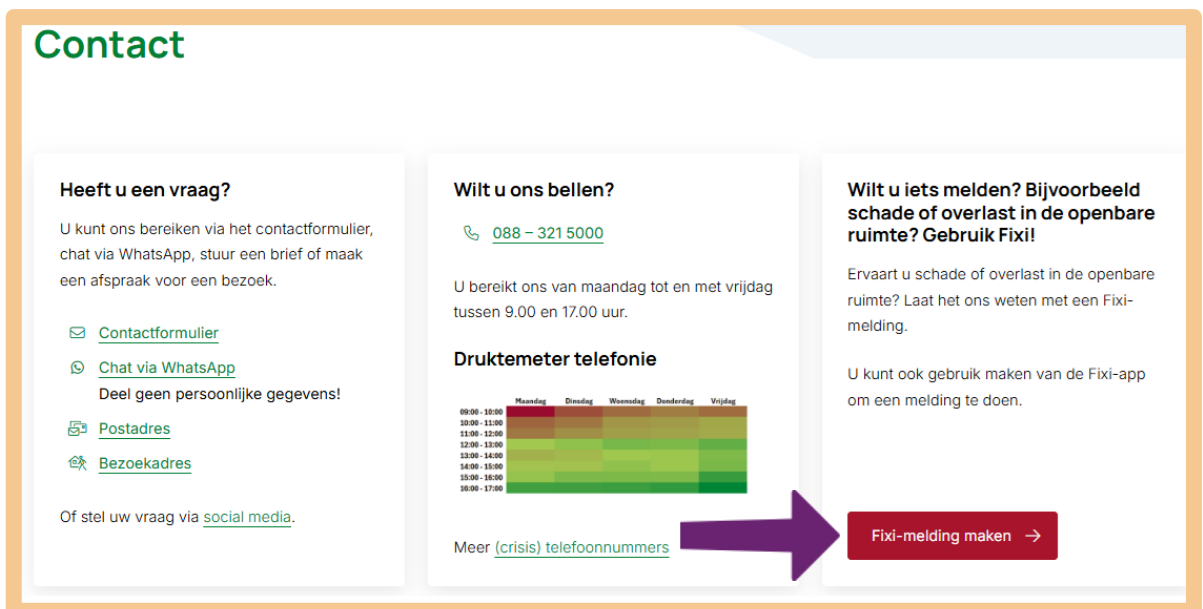 Contact
Heeft u een vraag?
U kunt ons bereiken via het contactformulier,
chat via WhatsApp, stuur een brief of maak
een afspraak voor een bezoek.
Contactformulier
Chat via WhatsApp
Deel geen persoonlijke gegevens!
Postadres
Bezoekadres
Of stel uw vraag via social media.
Wilt u ons bellen?
088 – 321 5000
U bereikt ons van maandag tot en met vrijdag
tussen 9.00 en 17.00 uur.
Druktemeter telefonie
Maandag Dinsdag Woensdag Donderdag Vrijdag
09:00 - 10:00
10:00 - 11:00
11:00 - 12:00
12:00 - 13:00
13:00 - 14:00
14:00 - 15:00
15:00 - 16:00
16:00 - 17:00
Meer (crisis) telefoonnummers
Wilt u iets melden? Bijvoorbeeld
schade of overlast in de openbare
ruimte? Gebruik Fixi!
Ervaart u schade of overlast in de openbare
ruimte? Laat het ons weten met een Fixi-
melding.
U kunt ook gebruik maken van de Fixi-app
om een melding te doen.
Fixi-melding maken